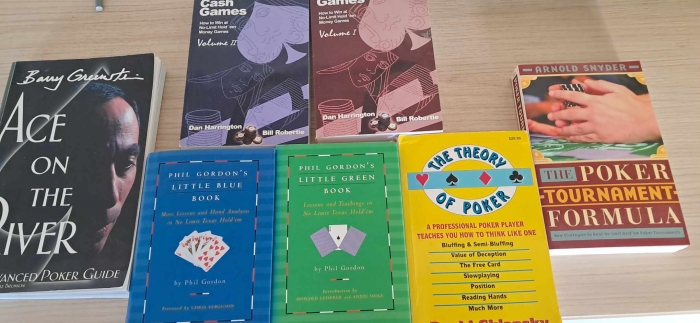 Barry Greenstein
ACE
ON
THE
RIVER
ADVANCED POKER GUIDE
Cash
Games
How to Win at
No-Limit Hold 'em
Money Games
Volume II
Dan Harrington
Bill Robertie
Games
How to Win at
No-Limit Hold 'em
Money Games
Volume I
Dan Harrington
Bill Robertie
ARNOLD SNYDER
THE POKER
TOURNAMENT
FORMULA
PHIL GORDON'S
LITTLE BLUE
BOOK
More Lessons and Hand Analysis
in No Limit Texas Hold'em
by Phil Gordon
PHIL GORDON'S
LITTLE GREEN
BOOK
Lessons and Teachings in
No Limit Texas Hold'em
by Phil Gordon
THE THEORY
OF POKER
A PROFESSIONAL POKER PLAYER
TEACHES YOU HOW TO THINK LIKE ONE
Bluffing & Semi-Bluffing
Value of Deception
The Free Card
Slowplaying
Position
Reading Hands
Much More
David Sklansky